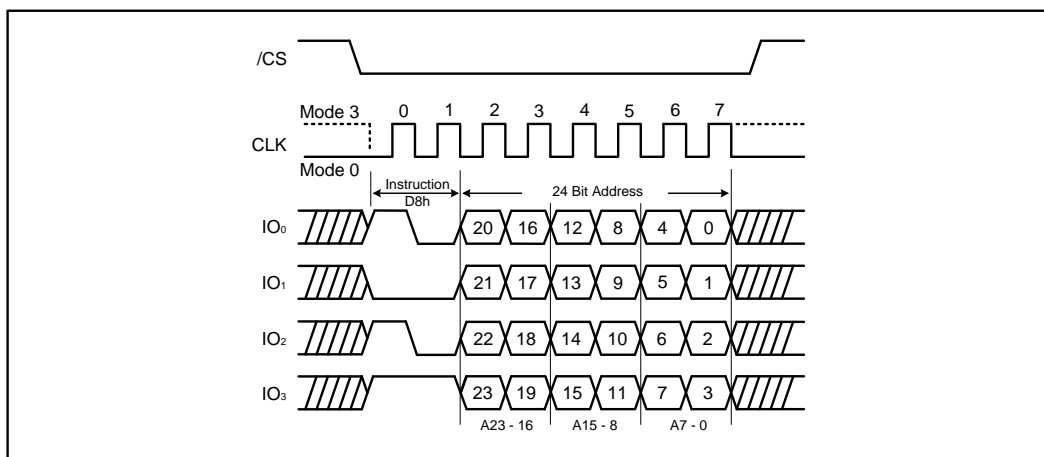 /CS
Mode 3
0 1 2 3 4 5 6 7
CLK
Mode 0
Instruction
D8h
24 Bit Address
IO0 20 16 12 8 4 0
IO1 21 17 13 9 5 1
IO2 22 18 14 10 6 2
IO3 23 19 15 11 7 3
A23 - 16 A15 - 8 A7 - 0